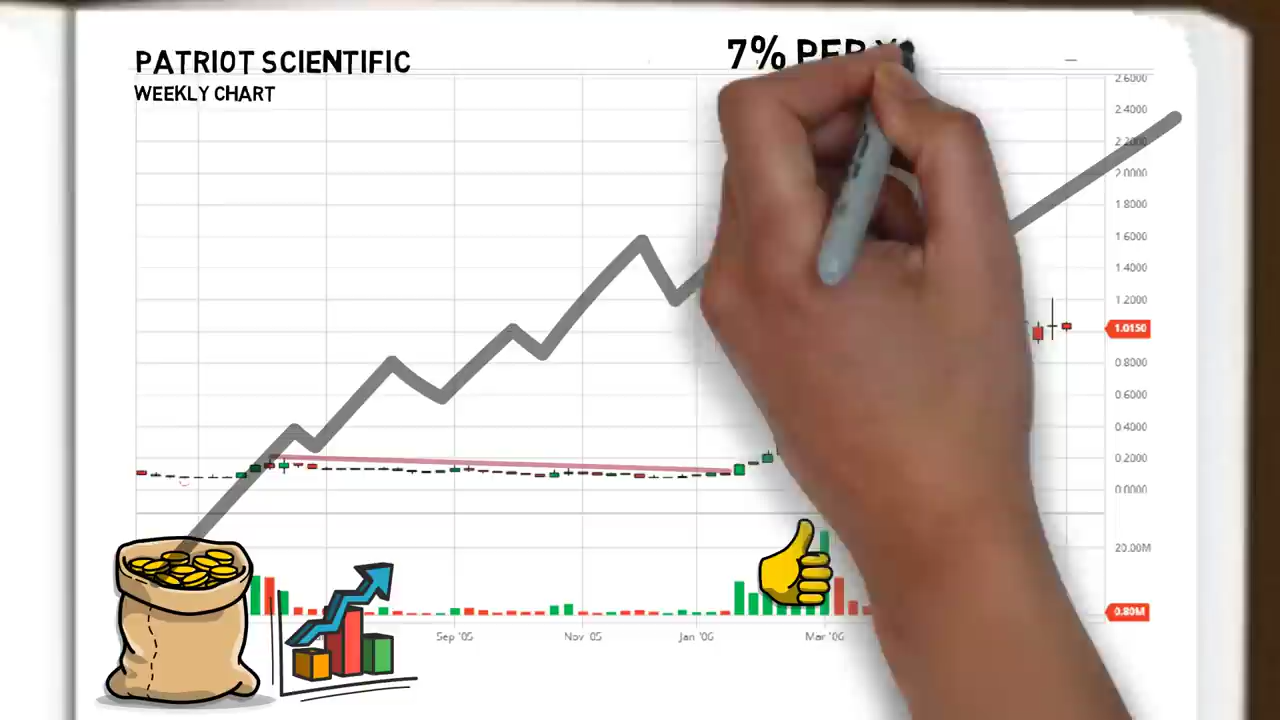 PATRIOT SCIENTIFIC
WEEKLY CHART
7% PER
2.6000
2.4000
2.2000
2.0000
1.8000
1.6000
1.4000
1.2000
1.0150
0.8000
0.6000
0.4000
0.2000
0.0000
20.00M
0.80M
Sep '05
Nov '05
Jan '06
Mar '06